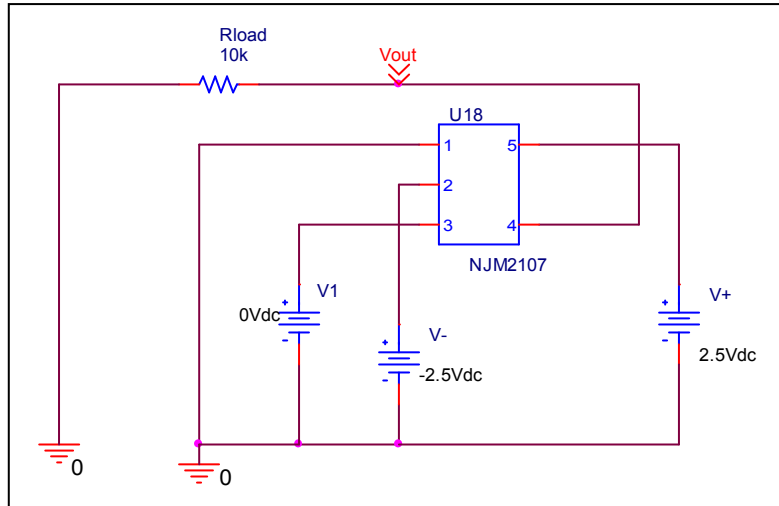 Rload
10k
Vout
U18
1
5
2
3
4
NJM2107
V1
0Vdc
V+
V-
-2.5Vdc
2.5Vdc
0
0